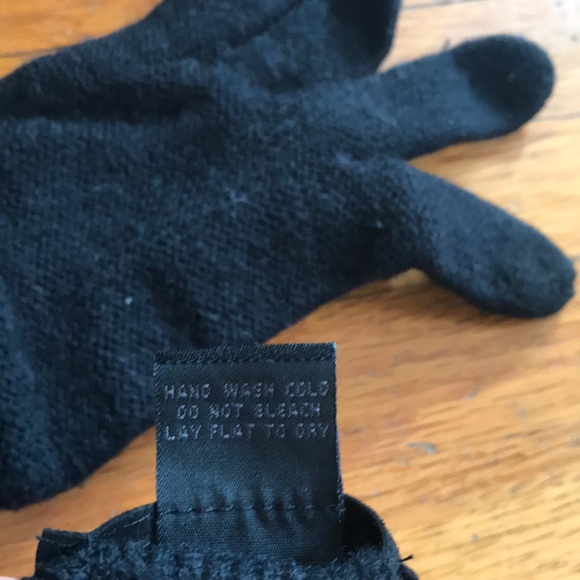 HAND WASH COLD
DO NOT BLEACH
LAY FLAT TO DRY